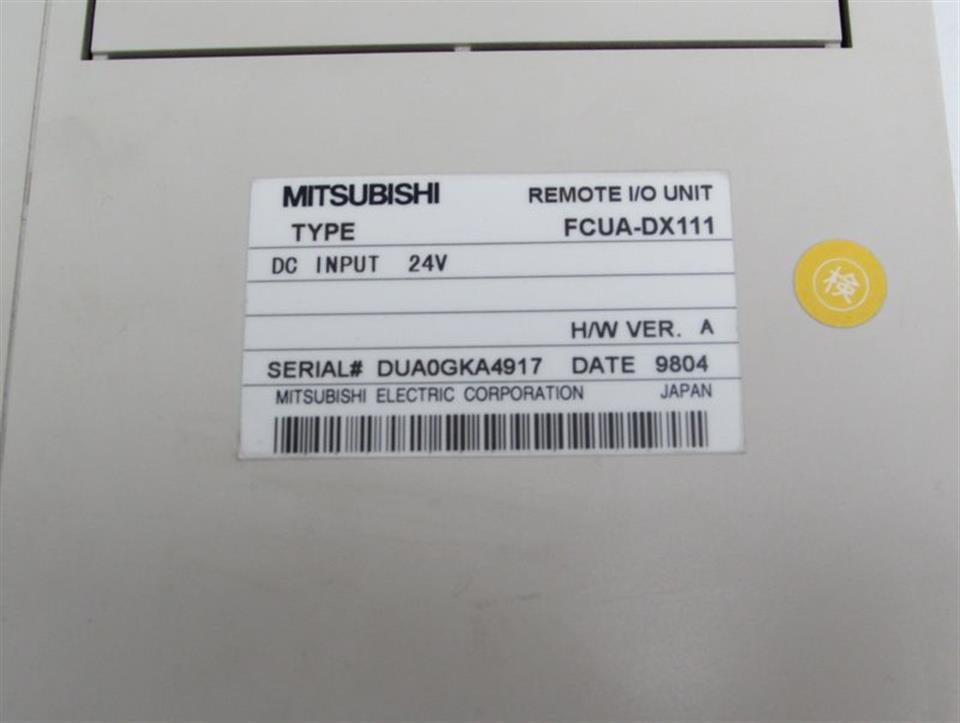 MITSUBISHI REMOTE I/O UNIT
TYPE FCUA-DX111
DC INPUT 24V
検
H/W VER. A
SERIAL# DUA0GKA4917 DATE 9804
MITSUBISHI ELECTRIC CORPORATION JAPAN